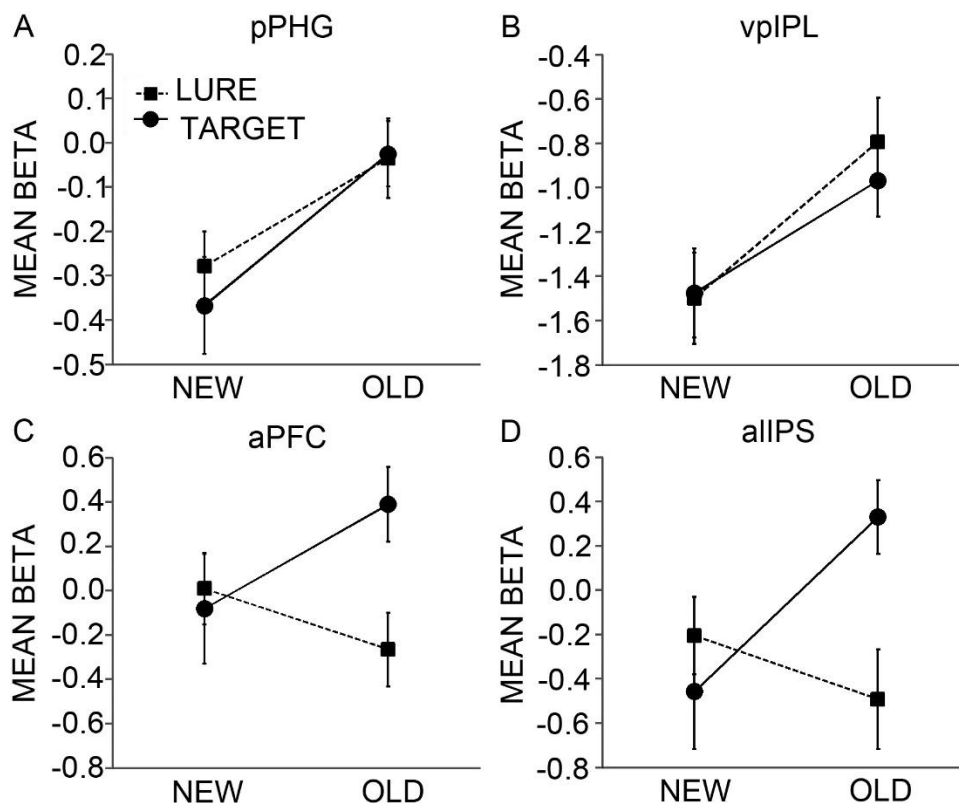 A
pPHG
0.2
0.1
0.0
-0.1
-0.2
-0.3
-0.4
-0.5
MEAN BETA
LURE
TARGET
NEW
OLD
B
vpIPL
-0.4
-0.6
-0.8
-1.0
-1.2
-1.4
-1.6
-1.8
MEAN BETA
NEW
OLD
C
aPFC
0.6
0.4
0.2
0.0
-0.2
-0.4
-0.6
-0.8
MEAN BETA
NEW
OLD
D
alIPS
0.6
0.4
0.2
0.0
-0.2
-0.4
-0.6
-0.8
MEAN BETA
NEW
OLD